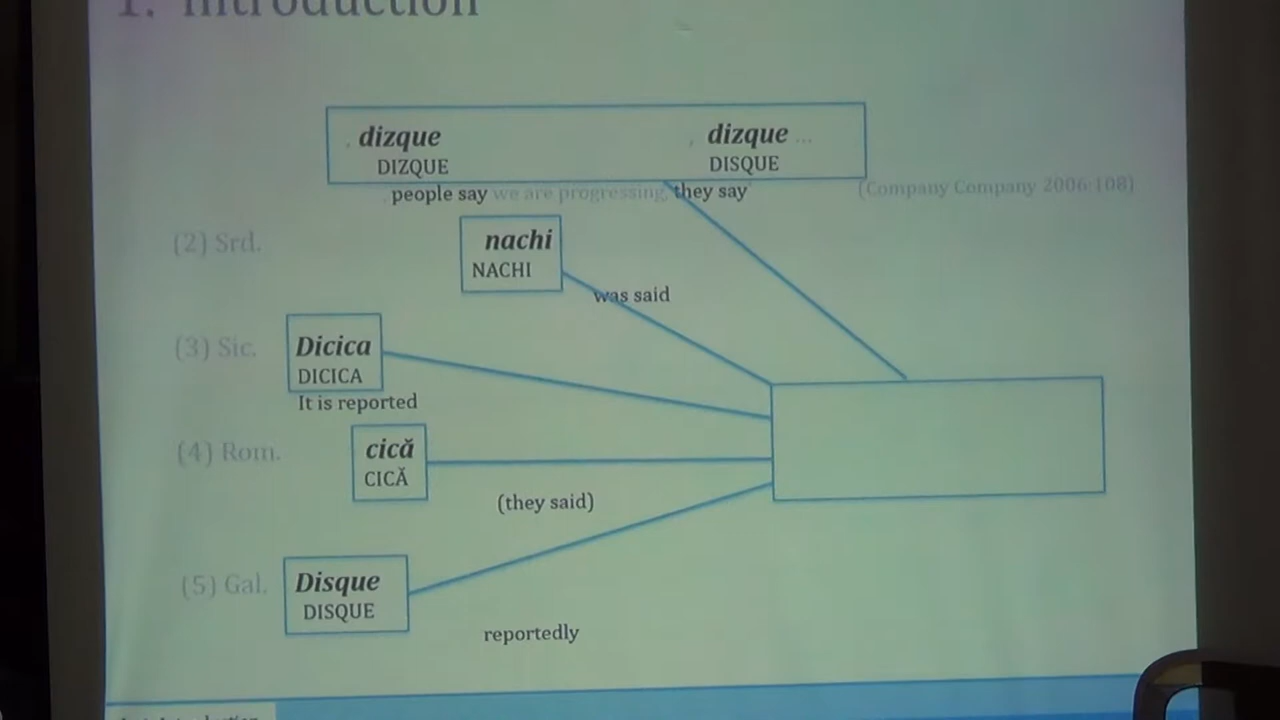 1. Introduction
dizque dizque ...
DIZQUE DISQUE
people say we are progressing, they say (Company Company 2006:108)
(2) Srd. nachi
NACHI
was said
(3) Sic. Dicica
DICICA
It is reported
(4) Rom. cică
CICĂ
(they said)
(5) Gal. Disque
DISQUE
reportedly